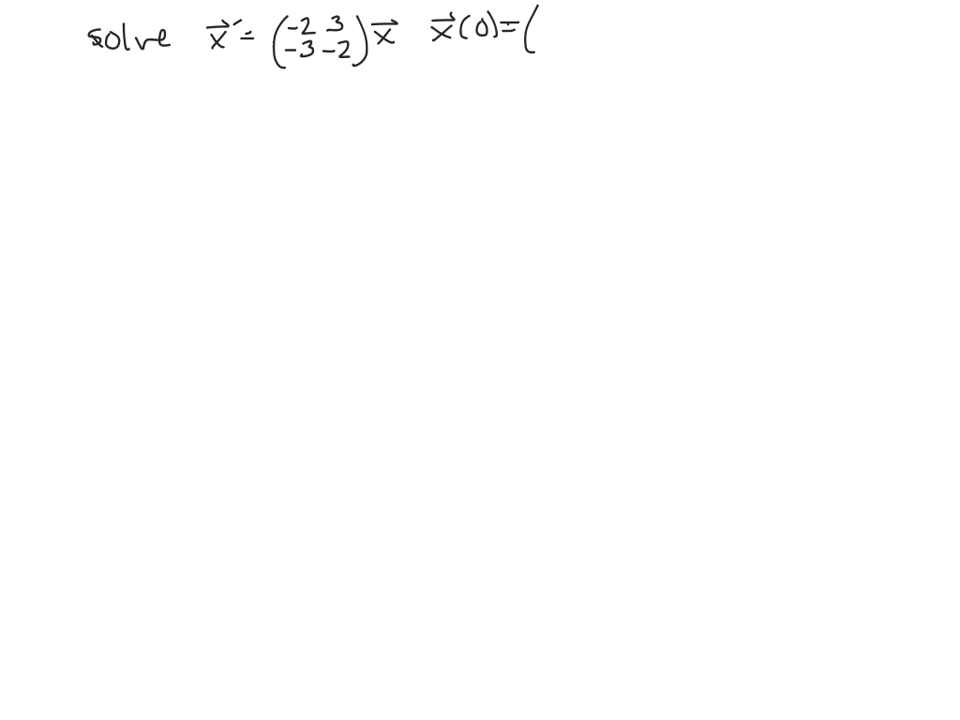 solve x⃗′ = (-2 3 -3 -2) x⃗ x⃗(0) = (